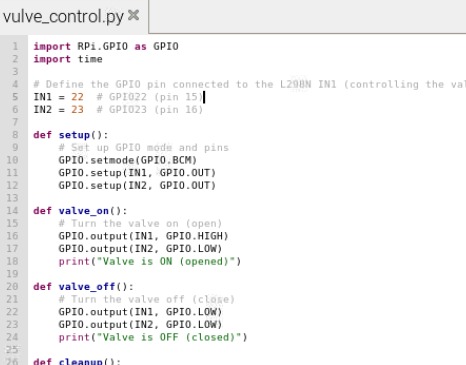 vulve_control.py ✖
1 import RPi.GPIO as GPIO
2 import time
3
4 # Define the GPIO pin connected to the L298N IN1 (controlling the val
5 IN1 = 22  # GPIO22 (pin 15)
6 IN2 = 23  # GPIO23 (pin 16)
7
8 def setup():
9     # Set up GPIO mode and pins
10     GPIO.setmode(GPIO.BCM)
11     GPIO.setup(IN1, GPIO.OUT)
12     GPIO.setup(IN2, GPIO.OUT)
13
14 def valve_on():
15     # Turn the valve on (open)
16     GPIO.output(IN1, GPIO.HIGH)
17     GPIO.output(IN2, GPIO.LOW)
18     print("Valve is ON (opened)")
19
20 def valve_off():
21     # Turn the valve off (close)
22     GPIO.output(IN1, GPIO.LOW)
23     GPIO.output(IN2, GPIO.LOW)
24     print("Valve is OFF (closed)")
25
26 def cleanup():